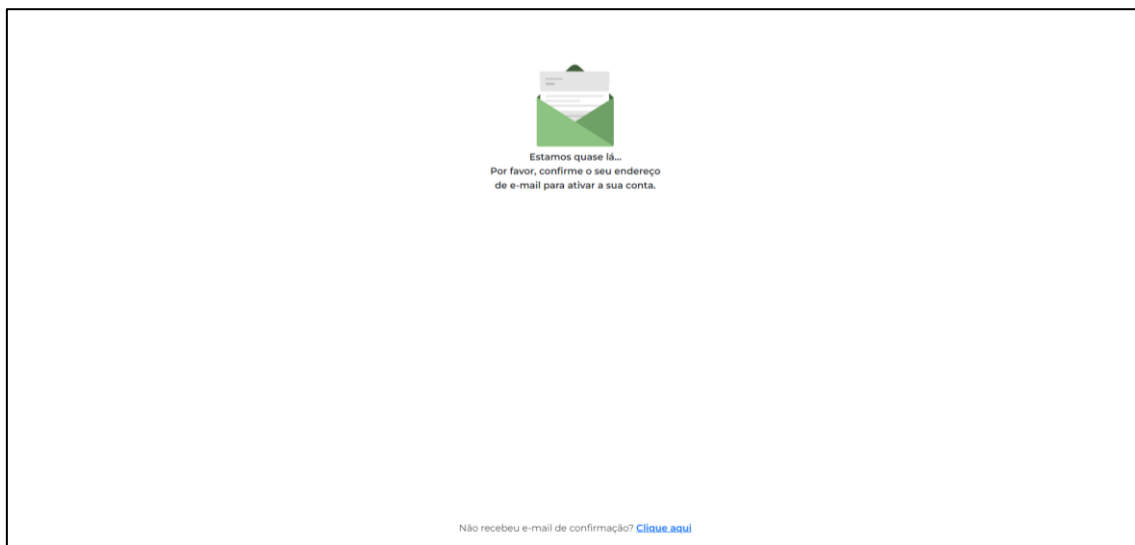 Estamos quase lá...
Por favor, confirme o seu endereço
de e-mail para ativar a sua conta.
Não recebeu e-mail de confirmação? Clique aqui